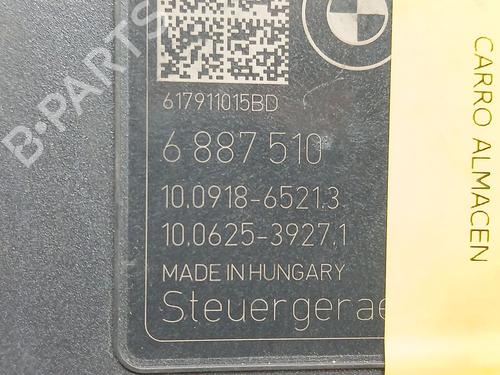 617911015BD
6 887 510
10.0918-6521.3
10.0625-3927.1
MADE IN HUNGARY
Steuergerae
CARRO ALMACEN
B-PARTS